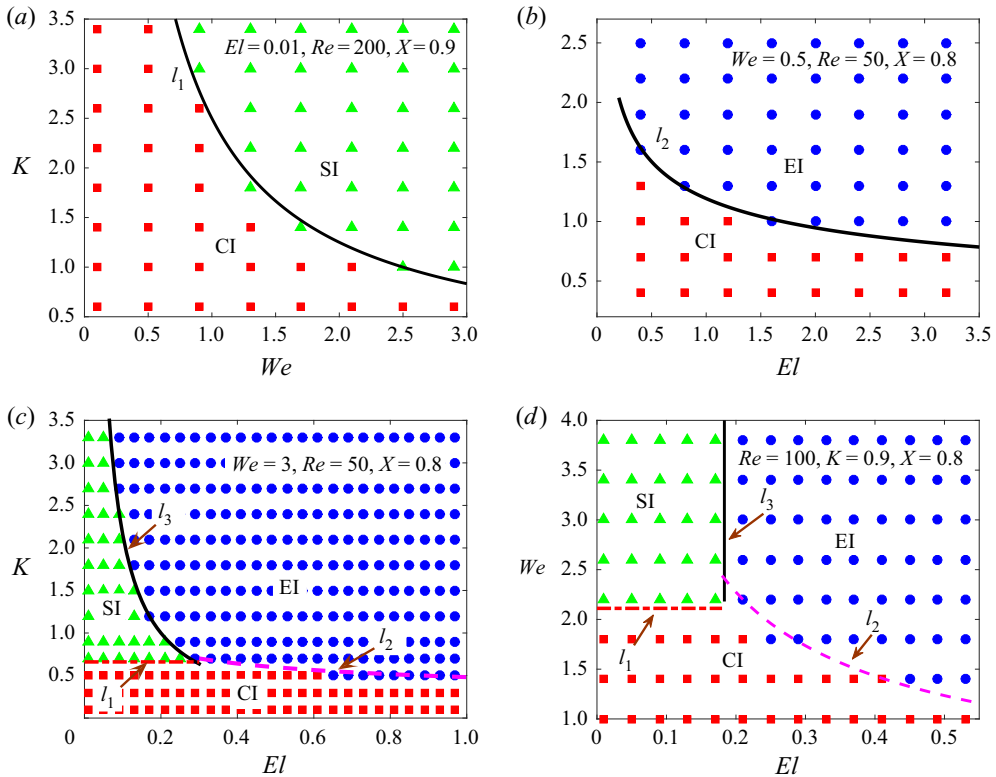 (a)
3.5
3.0
2.5
2.0
1.5
1.0
0.5
K
El = 0.01, Re = 200, X = 0.9
l1
SI
CI
0 0.5 1.0 1.5 2.0 2.5 3.0
We
(b)
2.5
2.0
1.5
1.0
0.5
We = 0.5, Re = 50, X = 0.8
l2
EI
CI
0 0.5 1.0 1.5 2.0 2.5 3.0 3.5
El
(c)
3.5
3.0
2.5
2.0
1.5
1.0
0.5
K
We = 3, Re = 50, X = 0.8
l3
SI
EI
l2
l1
CI
0 0.2 0.4 0.6 0.8 1.0
El
(d)
4.0
3.5
3.0
2.5
2.0
1.5
1.0
We
Re = 100, K = 0.9, X = 0.8
SI
l3
EI
l1
CI
l2
0 0.1 0.2 0.3 0.4 0.5
El